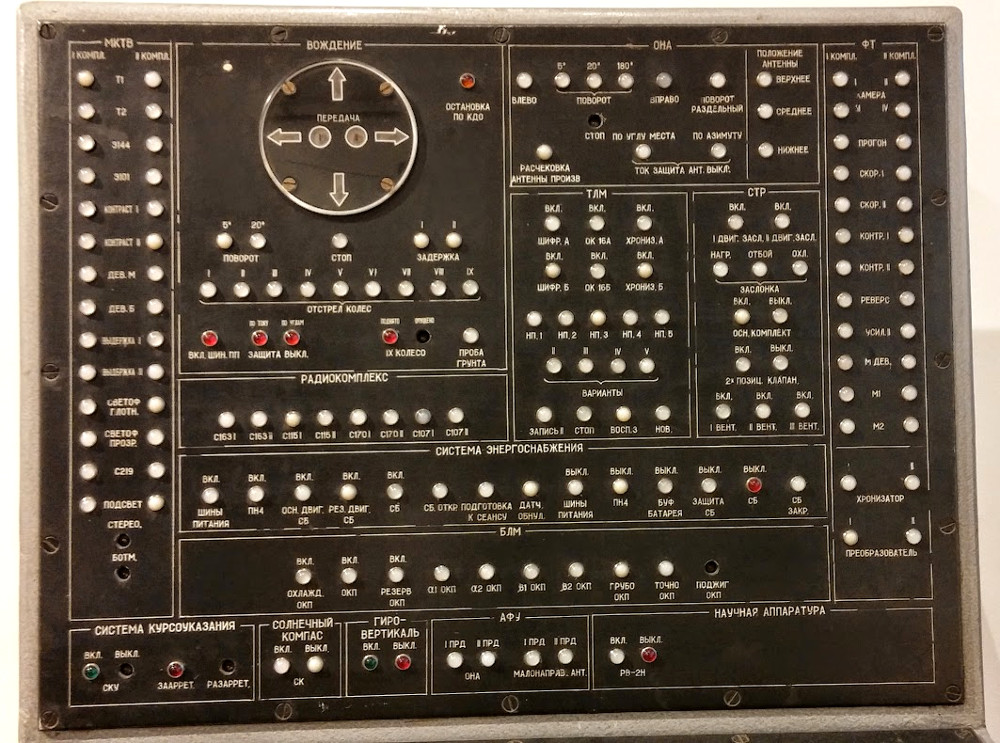 МКТВ
I КОМПЛ. II КОМПЛ.
Т1
Т2
Э144
Э101
КОНТРАСТ I
КОНТРАСТ II
ДЕВ. М
ДЕВ. Б
ВЫДЕРЖКА I
ВЫДЕРЖКА II
СВЕТОФ
ПЛОТН.
СВЕТОФ
ПРОЗР.
С219
ПОДСВЕТ
СТЕРЕО.
БОТМ.
ВОЖДЕНИЕ
ПЕРЕДАЧА
ОСТАНОВКА
ПО КДО
5° 20°
ПОВОРОТ
СТОП
I II
ЗАДЕРЖКА
I II III IV V VI VII VIII IX
ОТСТРЕЛ КОЛЕС
ВКЛ. ШИН. ПП
ПО ТОКУ ПО УГЛАМ
ЗАЩИТА ВЫКЛ.
ПОДНЯТО ОПУЩЕНО
IX КОЛЕСО
ПРОБА
ГРУНТА
РАДИОКОМПЛЕКС
С163 I С163 II С115 I С115 II С170 I С170 II С107 I С107 II
ОНА
5° 20° 180°
ВЛЕВО
ПОВОРОТ
ВПРАВО
ПОВОРОТ
РАЗДЕЛЬНЫЙ
СТОП
ПО УГЛУ МЕСТА ПО АЗИМУТУ
ТОК ЗАЩИТА АНТ. ВЫКЛ.
РАСЧЕКОВКА
АНТЕННЫ ПРОИЗВ
ПОЛОЖЕНИЕ
АНТЕННЫ
ВЕРХНЕЕ
СРЕДНЕЕ
НИЖНЕЕ
ТЛМ
ВКЛ. ВКЛ. ВКЛ.
ШИФР. А ОК 16А ХРОНИЗ. А
ВКЛ. ВКЛ. ВКЛ.
ШИФР. Б ОК 16Б ХРОНИЗ. Б
НП. 1 НП. 2 НП. 3 НП. 4 НП. 5
II III IV V
ВАРИАНТЫ
ЗАПИСЬ II СТОП ВОСП. 3 НОВ.
СТР
ВКЛ. ВКЛ.
I ДВИГ. ЗАСЛ. II ДВИГ. ЗАСЛ.
НАГР. ОТБОЙ ОХЛ.
ЗАСЛОНКА
ВКЛ. ВЫКЛ.
ОСН. КОМПЛЕКТ
ВКЛ. ВЫКЛ.
2х ПОЗИЦ. КЛАПАН.
ВКЛ. ВКЛ. ВКЛ.
I ВЕНТ. II ВЕНТ. III ВЕНТ.
ФТ
I КОМПЛ. II КОМПЛ.
I II
КАМЕРА
III IV
ПРОГОН
СКОР. I
СКОР. II
КОНТР. I
КОНТР. II
РЕВЕРС
УСИЛ. II
М ДЕВ.
М1
М2
I II
ХРОНИЗАТОР
I II
ПРЕОБРАЗОВАТЕЛЬ
СИСТЕМА ЭНЕРГОСНАБЖЕНИЯ
ВКЛ. ВКЛ. ВКЛ. ВКЛ. ВКЛ. ВЫКЛ. ВЫКЛ. ВЫКЛ. ВЫКЛ. ВЫКЛ.
ШИНЫ
ПИТАНИЯ
ПН4
ОСН. ДВИГ.
СБ
РЕЗ. ДВИГ.
СБ
СБ
СБ. ОТКР.
ПОДГОТОВКА
К СЕАНСУ
ДАТЧ.
ОБНУЛ.
ШИНЫ
ПИТАНИЯ
ПН4
БУФ
БАТАРЕЯ
ЗАЩИТА
СБ
СБ
СБ
ЗАКР.
БЛМ
ВКЛ. ВКЛ. ВКЛ.
ОХЛАЖД.
ОКП
ОКП
РЕЗЕРВ
ОКП
α1 ОКП α2 ОКП β1 ОКП β2 ОКП
ГРУБО
ОКП
ТОЧНО
ОКП
ПОДЖИГ
ОКП
СИСТЕМА КУРСОУКАЗАНИЯ
ВКЛ. ВЫКЛ.
СКУ
ЗААРРЕТ. РАЗАРРЕТ.
СОЛНЕЧНЫЙ
КОМПАС
ВКЛ. ВЫКЛ.
СК
ГИРО-
ВЕРТИКАЛЬ
ВКЛ. ВЫКЛ.
АФУ
I ПРД II ПРД I ПРД II ПРД
ОНА
МАЛОНАПРАВ. АНТ.
НАУЧНАЯ АППАРАТУРА
ВКЛ. ВЫКЛ.
РВ-2Н